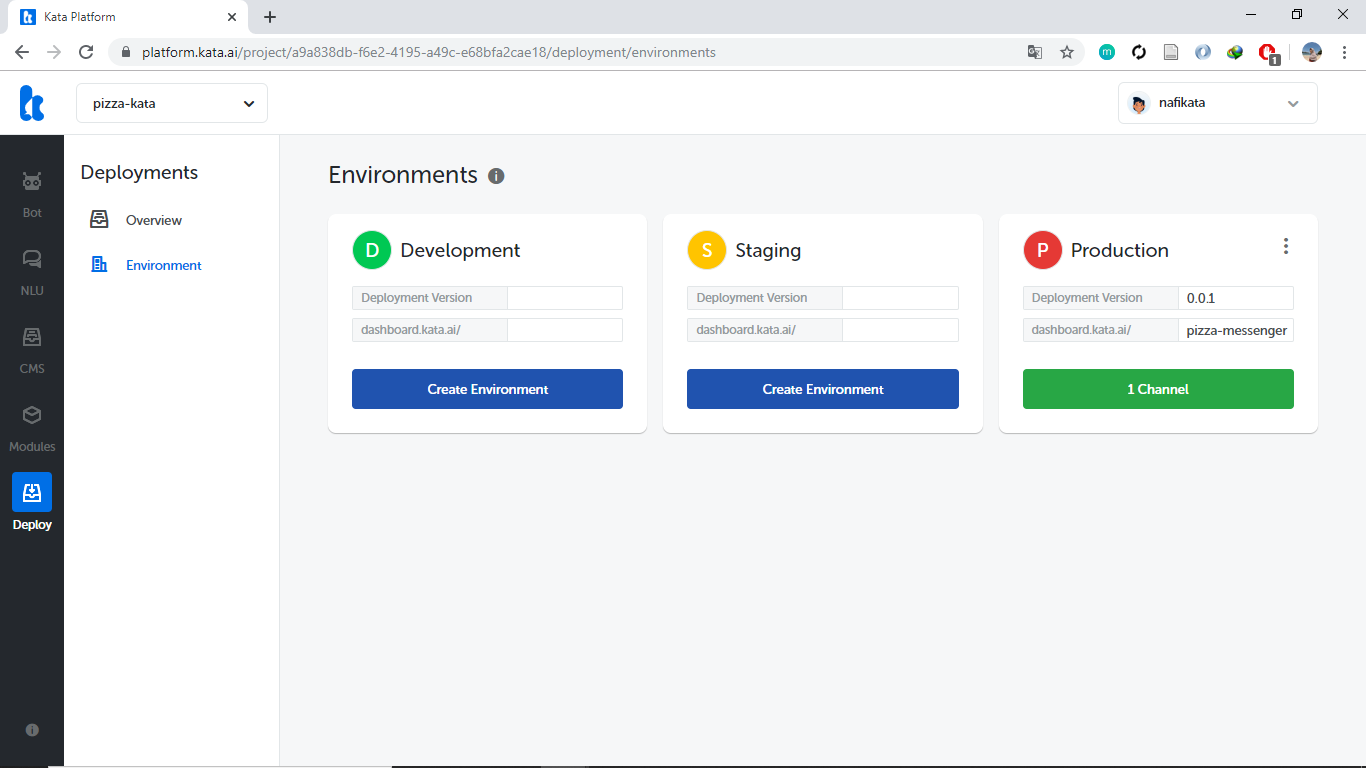 Kata Platform
platform.kata.ai/project/a9a838db-f6e2-4195-a49c-e68bfa2cae18/deployment/environments
m
1
pizza-kata
nafikata
Bot
NLU
CMS
Modules
Deploy
Deployments
Overview
Environment
Environments
D Development
Deployment Version
dashboard.kata.ai/
Create Environment
S Staging
Deployment Version
dashboard.kata.ai/
Create Environment
P Production
Deployment Version 0.0.1
dashboard.kata.ai/ pizza-messenger
1 Channel